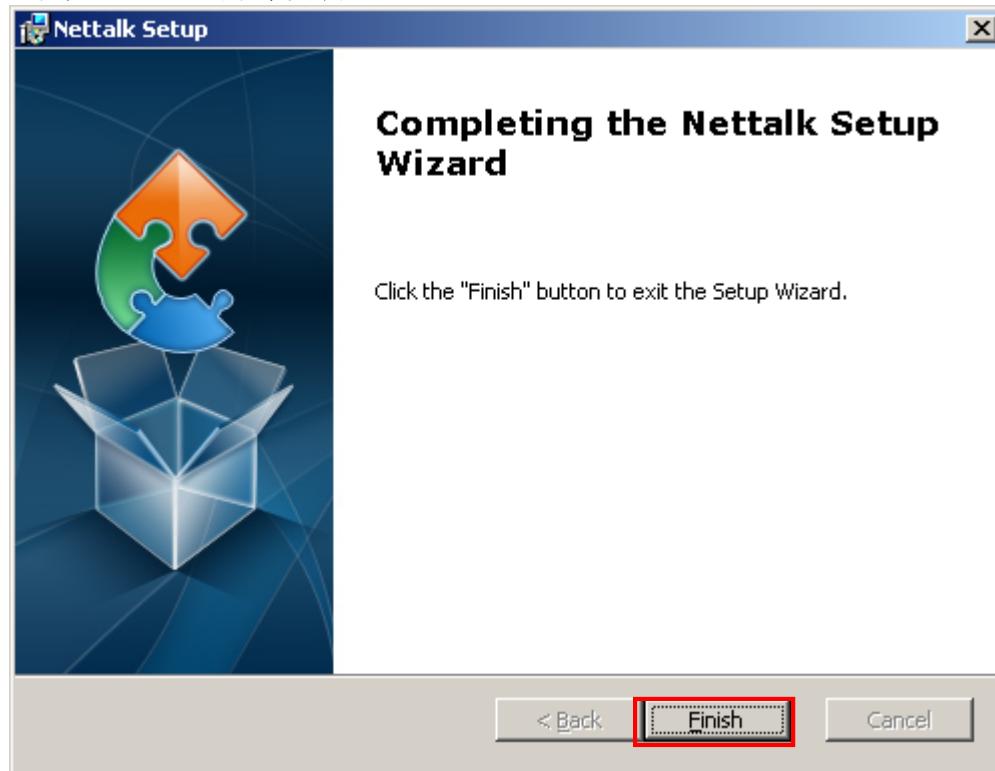 Nettalk Setup
Completing the Nettalk Setup
Wizard
Click the "Finish" button to exit the Setup Wizard.
< Back
Finish
Cancel